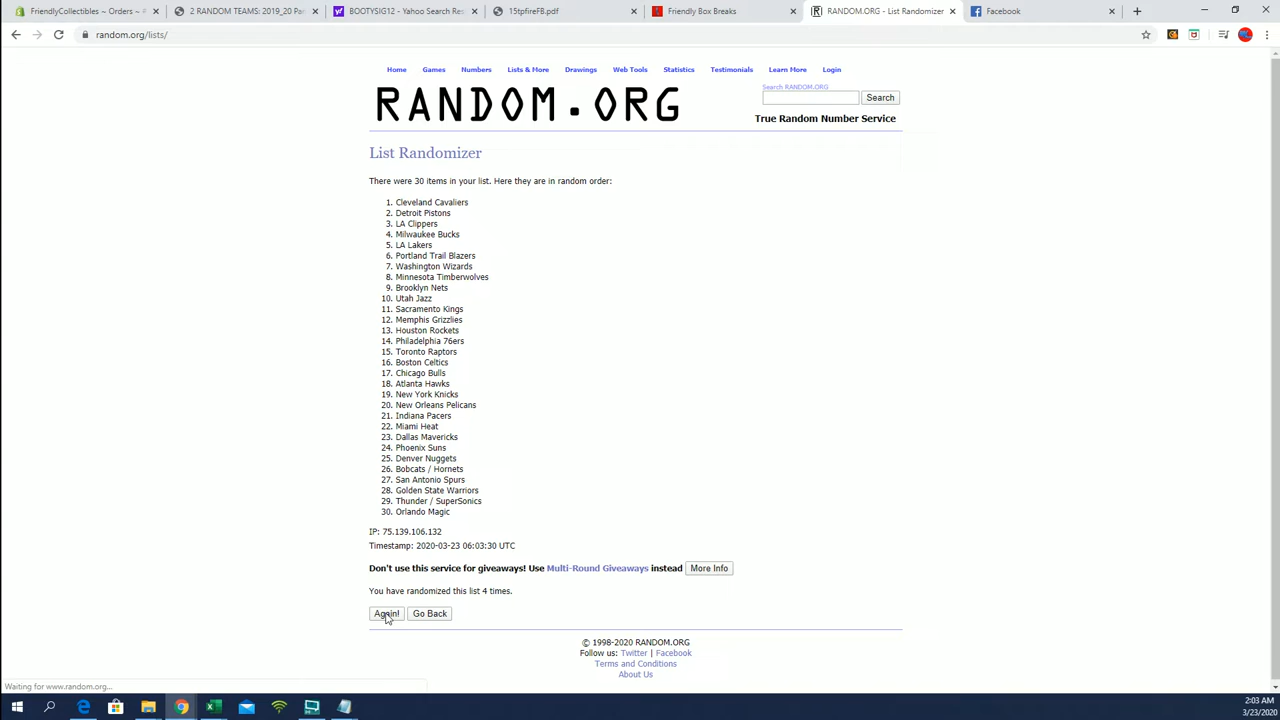 FriendlyCollectibles ~ Orders ~
2 RANDOM TEAMS: 2019_20 Pa
BOOTYSIG12 - Yahoo Search Res
15tpfireFB.pdf
Friendly Box Breaks
RANDOM.ORG - List Randomizer
Facebook
random.org/lists/
Home Games Numbers Lists & More Drawings Web Tools Statistics Testimonials Learn More Login
RANDOM.ORG
Search RANDOM.ORG
Search
True Random Number Service
List Randomizer
There were 30 items in your list. Here they are in random order:
1. Cleveland Cavaliers
2. Detroit Pistons
3. LA Clippers
4. Milwaukee Bucks
5. LA Lakers
6. Portland Trail Blazers
7. Washington Wizards
8. Minnesota Timberwolves
9. Brooklyn Nets
10. Utah Jazz
11. Sacramento Kings
12. Memphis Grizzlies
13. Houston Rockets
14. Philadelphia 76ers
15. Toronto Raptors
16. Boston Celtics
17. Chicago Bulls
18. Atlanta Hawks
19. New York Knicks
20. New Orleans Pelicans
21. Indiana Pacers
22. Miami Heat
23. Dallas Mavericks
24. Phoenix Suns
25. Denver Nuggets
26. Bobcats / Hornets
27. San Antonio Spurs
28. Golden State Warriors
29. Thunder / SuperSonics
30. Orlando Magic
IP: 75.139.106.132
Timestamp: 2020-03-23 06:03:30 UTC
Don't use this service for giveaways! Use Multi-Round Giveaways instead More Info
You have randomized this list 4 times.
Again! Go Back
© 1998-2020 RANDOM.ORG
Follow us: Twitter | Facebook
Terms and Conditions
About Us
Waiting for www.random.org...
2:03 AM
3/23/2020